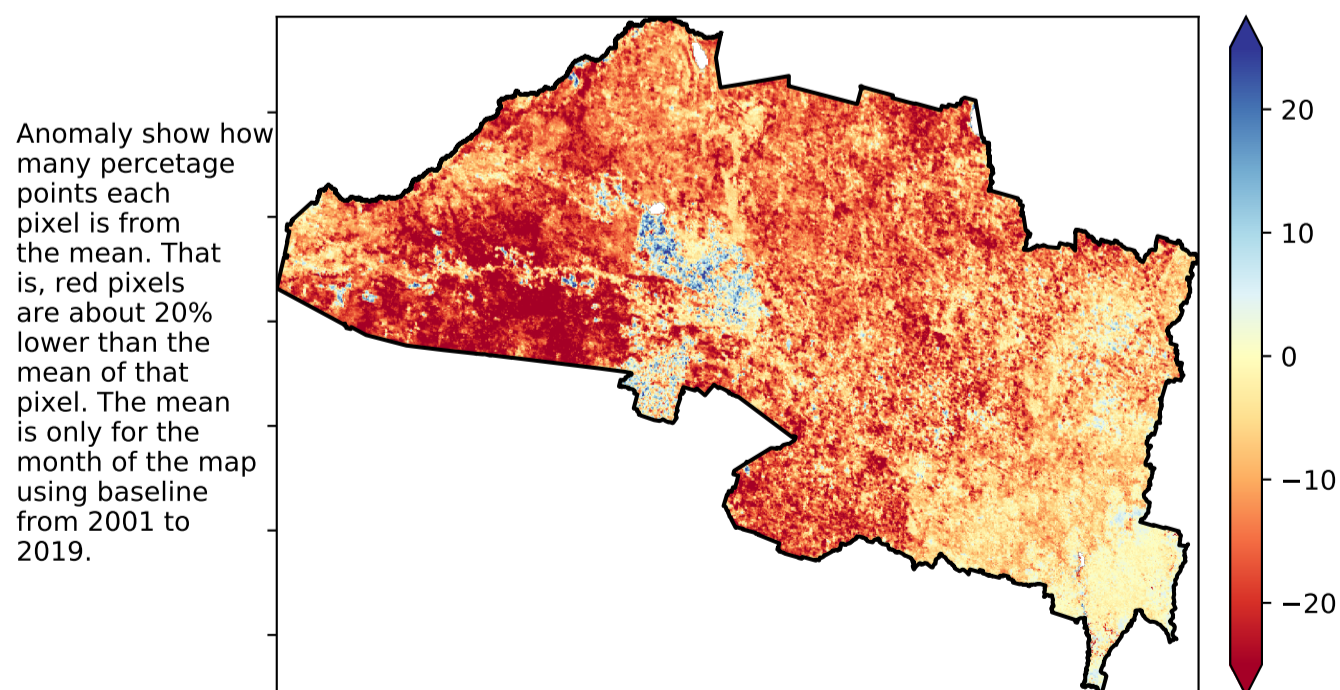 Anomaly show how
many percetage
points each
pixel is from
the mean. That
is, red pixels
are about 20%
lower than the
mean of that
pixel. The mean
is only for the
month of the map
using baseline
from 2001 to
2019.
20
10
0
−10
−20